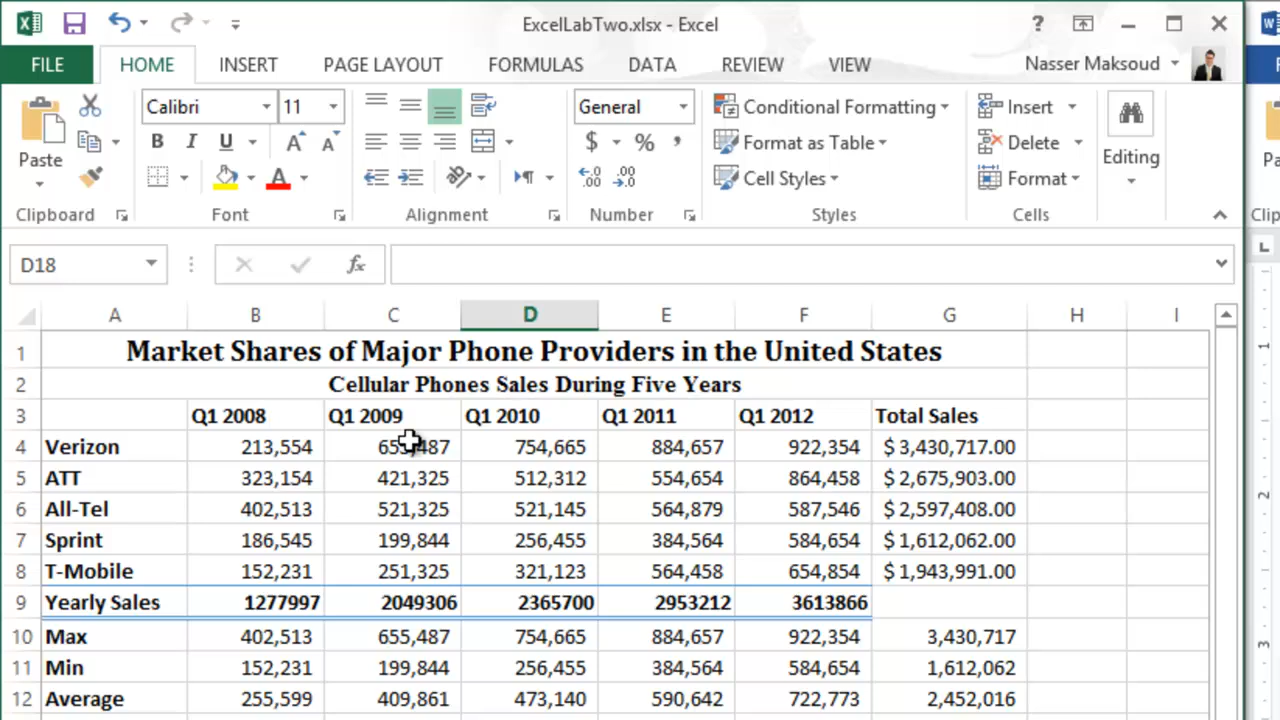 ExcelLabTwo.xlsx - Excel
?
FILE HOME INSERT PAGE LAYOUT FORMULAS DATA REVIEW VIEW Nasser Maksoud
Calibri 11 General Conditional Formatting Insert
Paste B I U A A $ % , Format as Table Delete Editing
A .00 .00 Cell Styles Format
Clipboard Font Alignment Number Styles Cells
D18 fx
A B C D E F G H I
1 Market Shares of Major Phone Providers in the United States
2 Cellular Phones Sales During Five Years
3 Q1 2008 Q1 2009 Q1 2010 Q1 2011 Q1 2012 Total Sales
4 Verizon 213,554 655,487 754,665 884,657 922,354 $ 3,430,717.00
5 ATT 323,154 421,325 512,312 554,654 864,458 $ 2,675,903.00
6 All-Tel 402,513 521,325 521,145 564,879 587,546 $ 2,597,408.00
7 Sprint 186,545 199,844 256,455 384,564 584,654 $ 1,612,062.00
8 T-Mobile 152,231 251,325 321,123 564,458 654,854 $ 1,943,991.00
9 Yearly Sales 1277997 2049306 2365700 2953212 3613866
10 Max 402,513 655,487 754,665 884,657 922,354 3,430,717
11 Min 152,231 199,844 256,455 384,564 584,654 1,612,062
12 Average 255,599 409,861 473,140 590,642 722,773 2,452,016